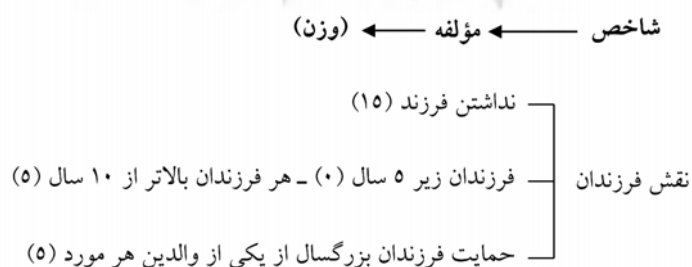 شاخص مؤلفه (وزن)
نداشتن فرزند (۱۵)
نقش فرزندان
فرزندان زیر ۵ سال (۰) ـ هر فرزندان بالاتر از ۱۰ سال (۵)
حمایت فرزندان بزرگسال از یکی از والدین هر مورد (۵)